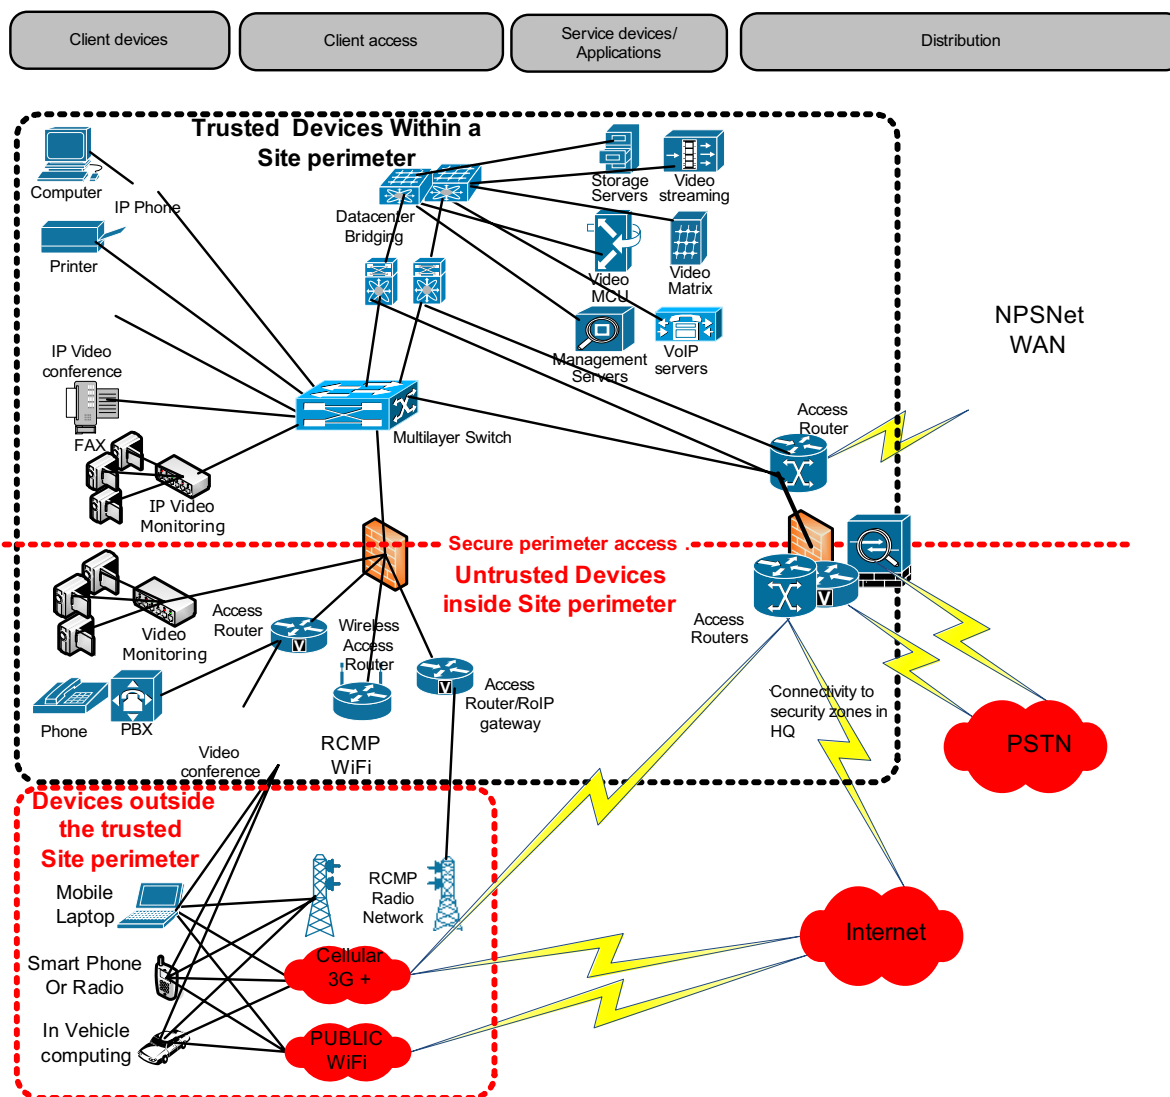 Client devices
Client access
Service devices/
Applications
Distribution
Trusted  Devices Within a
Site perimeter
Computer
IP Phone
Printer
Datacenter
Bridging
Storage
Servers
Video
streaming
Video
MCU
Video
Matrix
Management
Servers
VoIP
servers
NPSNet
WAN
IP Video
conference
FAX
Multilayer Switch
Access
Router
IP Video
Monitoring
Secure perimeter access .
Untrusted Devices
inside Site perimeter
Video
Monitoring
Access
Router
Wireless
Access
Router
V
V
V
Access
Routers
Phone
PBX
RCMP
WiFi
Access
Router/RoIP
gateway
Connectivity to
security zones in
HQ
PSTN
Video
conference
Devices outside
the trusted
Site perimeter
Mobile
Laptop
RCMP
Radio
Network
Smart Phone
Or Radio
Cellular
3G +
Internet
In Vehicle
computing
PUBLIC
WiFi